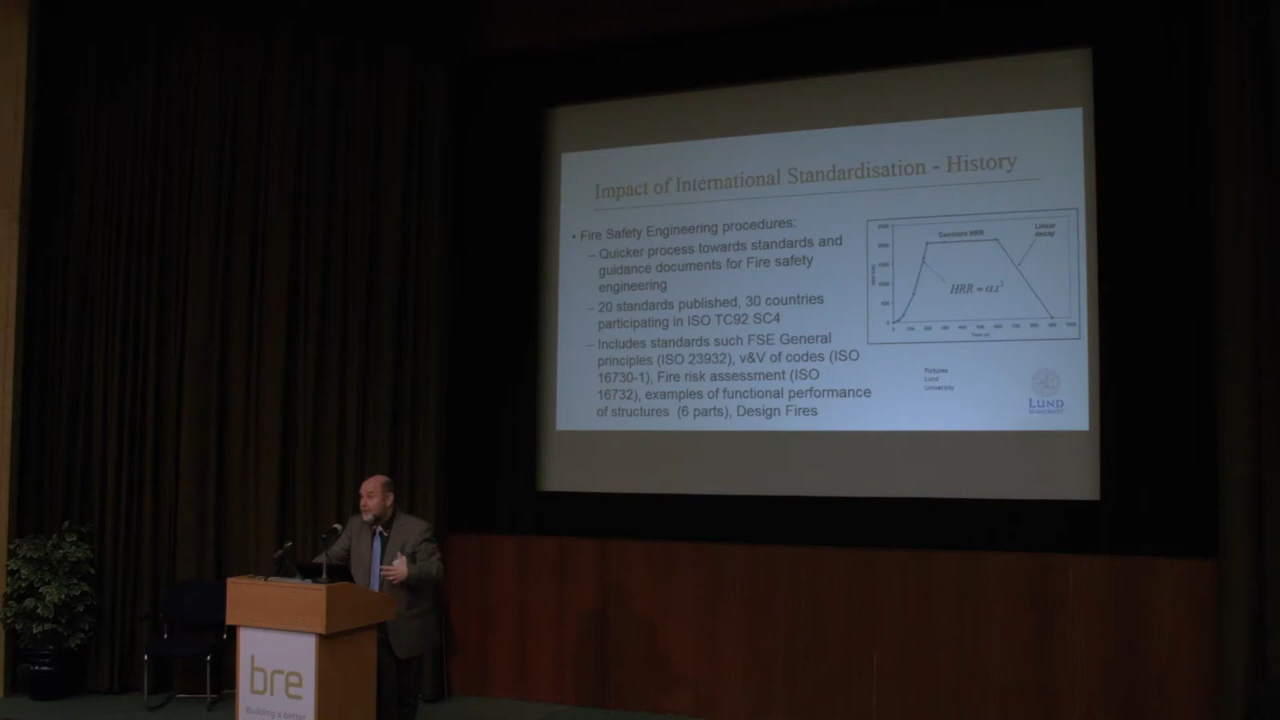 Impact of International Standardisation - History
• Fire Safety Engineering procedures:
– Quicker process towards standards and
guidance documents for Fire safety
engineering
– 20 standards published, 30 countries
participating in ISO TC92 SC4
– Includes standards such FSE General
principles (ISO 23932), v&V of codes (ISO
16730-1), Fire risk assessment (ISO
16732), examples of functional performance
of structures (6 parts), Design Fires
Constant HRR
Linear
decay
HRR = αt²
Pictures
Lund
University
LUND
UNIVERSITY
bre
Building a better